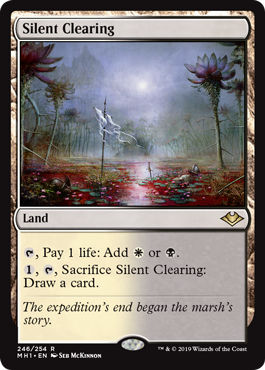 Silent Clearing
Land
, Pay 1 life: Add or .
1, , Sacrifice Silent Clearing:
Draw a card.
The expedition's end began the marsh's
story.
246/254 R
MH1 • EN Seb McKinnon
™ & © 2019 Wizards of the Coast